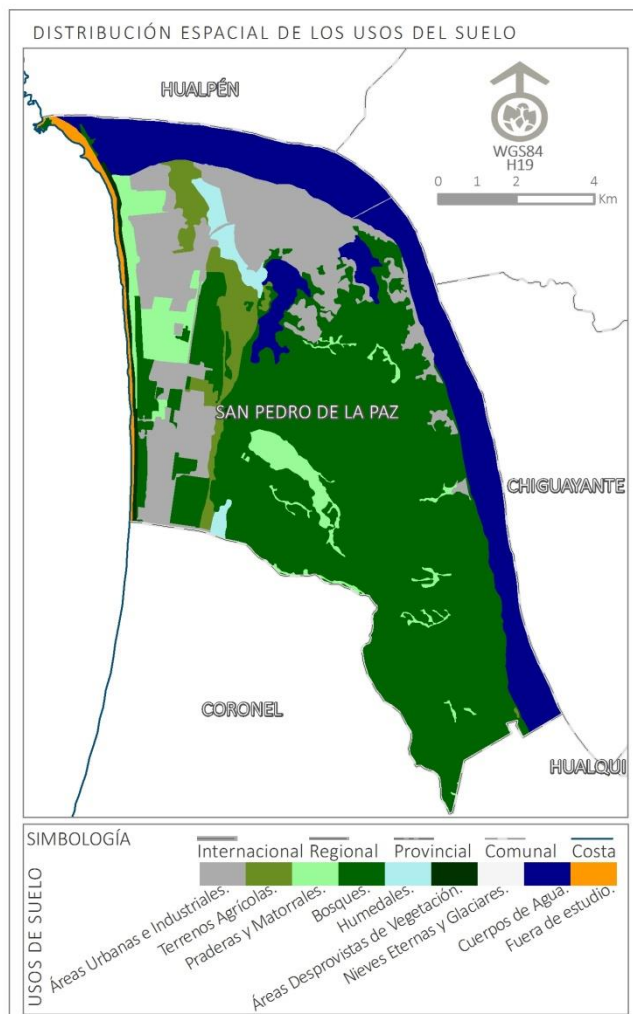 DISTRIBUCIÓN ESPACIAL DE LOS USOS DEL SUELO
HUALPÉN
WGS84
H19
0 1 2 4
Km
SAN PEDRO DE LA PAZ
CHIGUAYANTE
CORONEL
HUALQUI
SIMBOLOGÍA
Internacional Regional Provincial Comunal Costa
USOS DE SUELO
Áreas Urbanas e Industriales.
Terrenos Agrícolas.
Praderas y Matorrales.
Bosques.
Humedales.
Áreas Desprovistas de Vegetación.
Nieves Eternas y Glaciares.
Cuerpos de Agua.
Fuera de estudio.